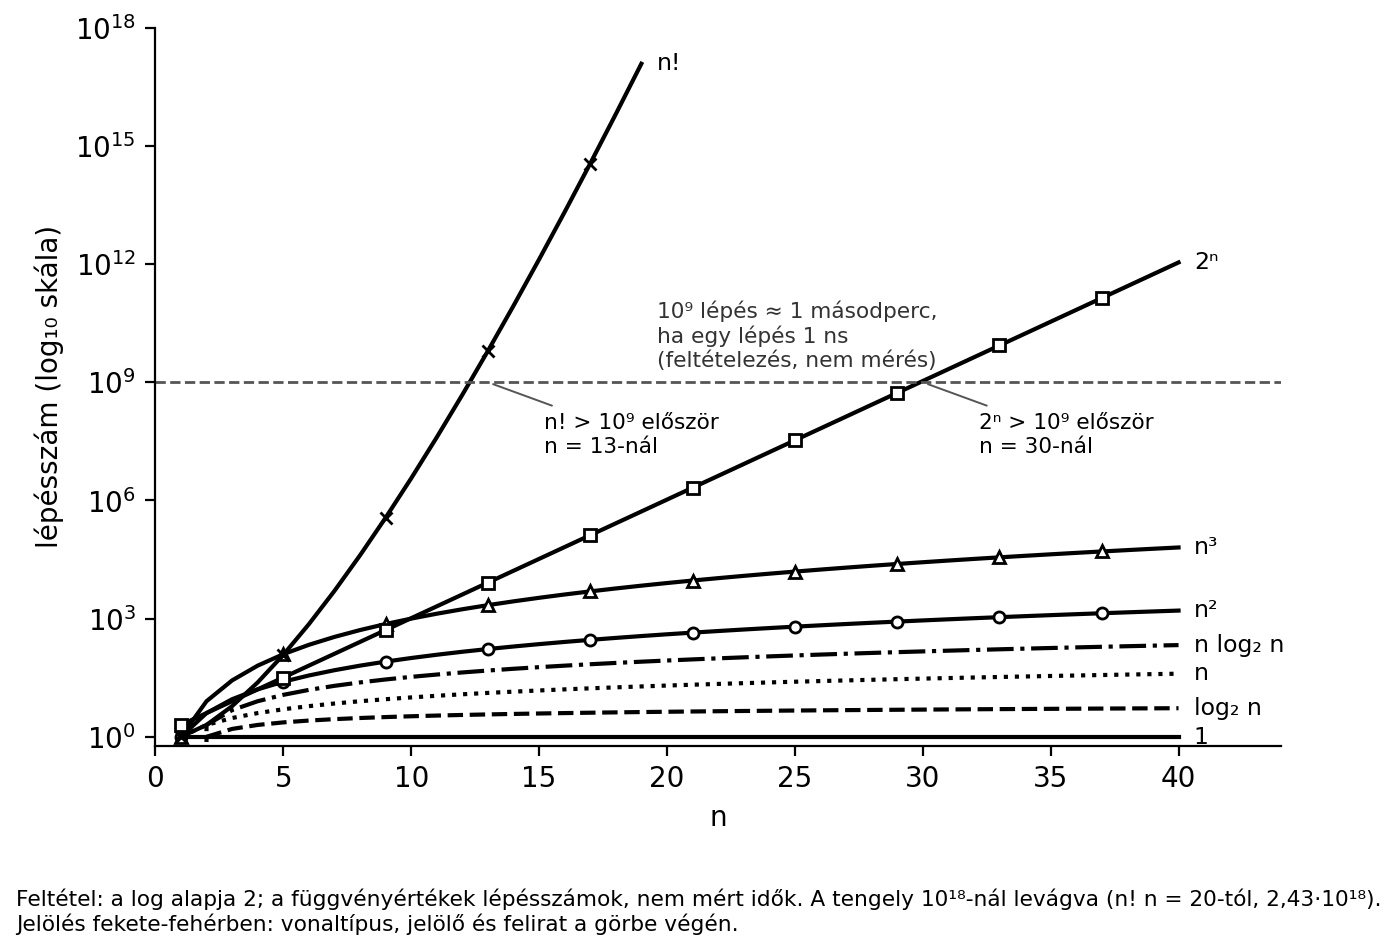 10¹⁸
10¹⁵
10¹²
10⁹
10⁶
10³
10⁰
lépésszám (log₁₀ skála)
n!
2ⁿ
10⁹ lépés ≈ 1 másodperc,
ha egy lépés 1 ns
(feltételezés, nem mérés)
n! > 10⁹ először
n = 13-nál
2ⁿ > 10⁹ először
n = 30-nál
n³
n²
n log₂ n
n
log₂ n
1
0 5 10 15 20 25 30 35 40
n
Feltétel: a log alapja 2; a függvényértékek lépésszámok, nem mért idők. A tengely 10¹⁸-nál levágva (n! n = 20-tól, 2,43·10¹⁸).
Jelölés fekete-fehérben: vonaltípus, jelölő és felirat a görbe végén.